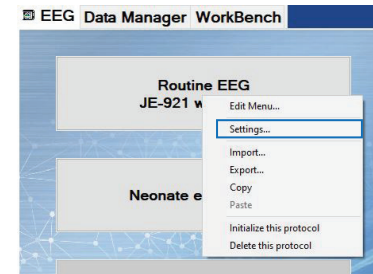 EEG Data Manager WorkBench
Routine EEG
JE-921 w
Edit Menu...
Settings...
Import...
Export...
Copy
Paste
Neonate e
Initialize this protocol
Delete this protocol